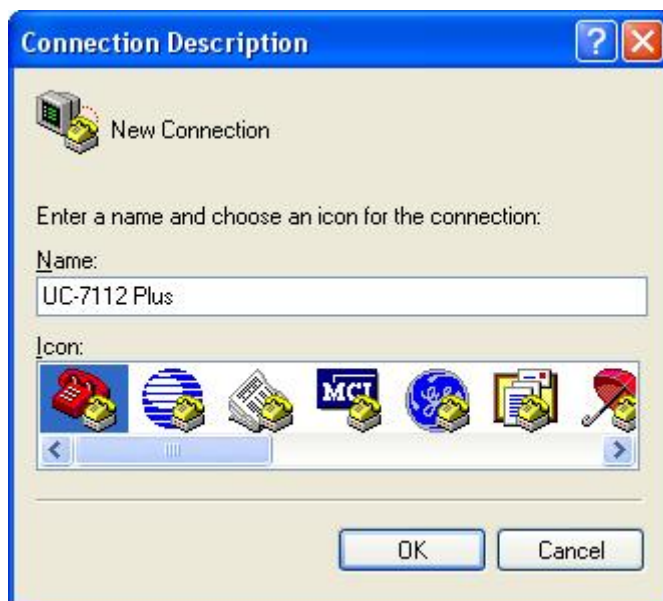 Connection Description
New Connection
Enter a name and choose an icon for the connection:
Name:
UC-7112 Plus
Icon:
MCI
OK
Cancel